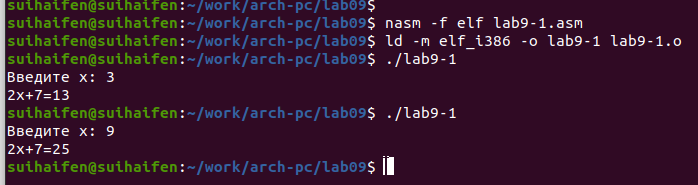 suihaifen@suihaifen:~/work/arch-pc/lab09$
suihaifen@suihaifen:~/work/arch-pc/lab09$ nasm -f elf lab9-1.asm
suihaifen@suihaifen:~/work/arch-pc/lab09$ ld -m elf_i386 -o lab9-1 lab9-1.o
suihaifen@suihaifen:~/work/arch-pc/lab09$ ./lab9-1
Введите x: 3
2x+7=13
suihaifen@suihaifen:~/work/arch-pc/lab09$ ./lab9-1
Введите x: 9
2x+7=25
suihaifen@suihaifen:~/work/arch-pc/lab09$